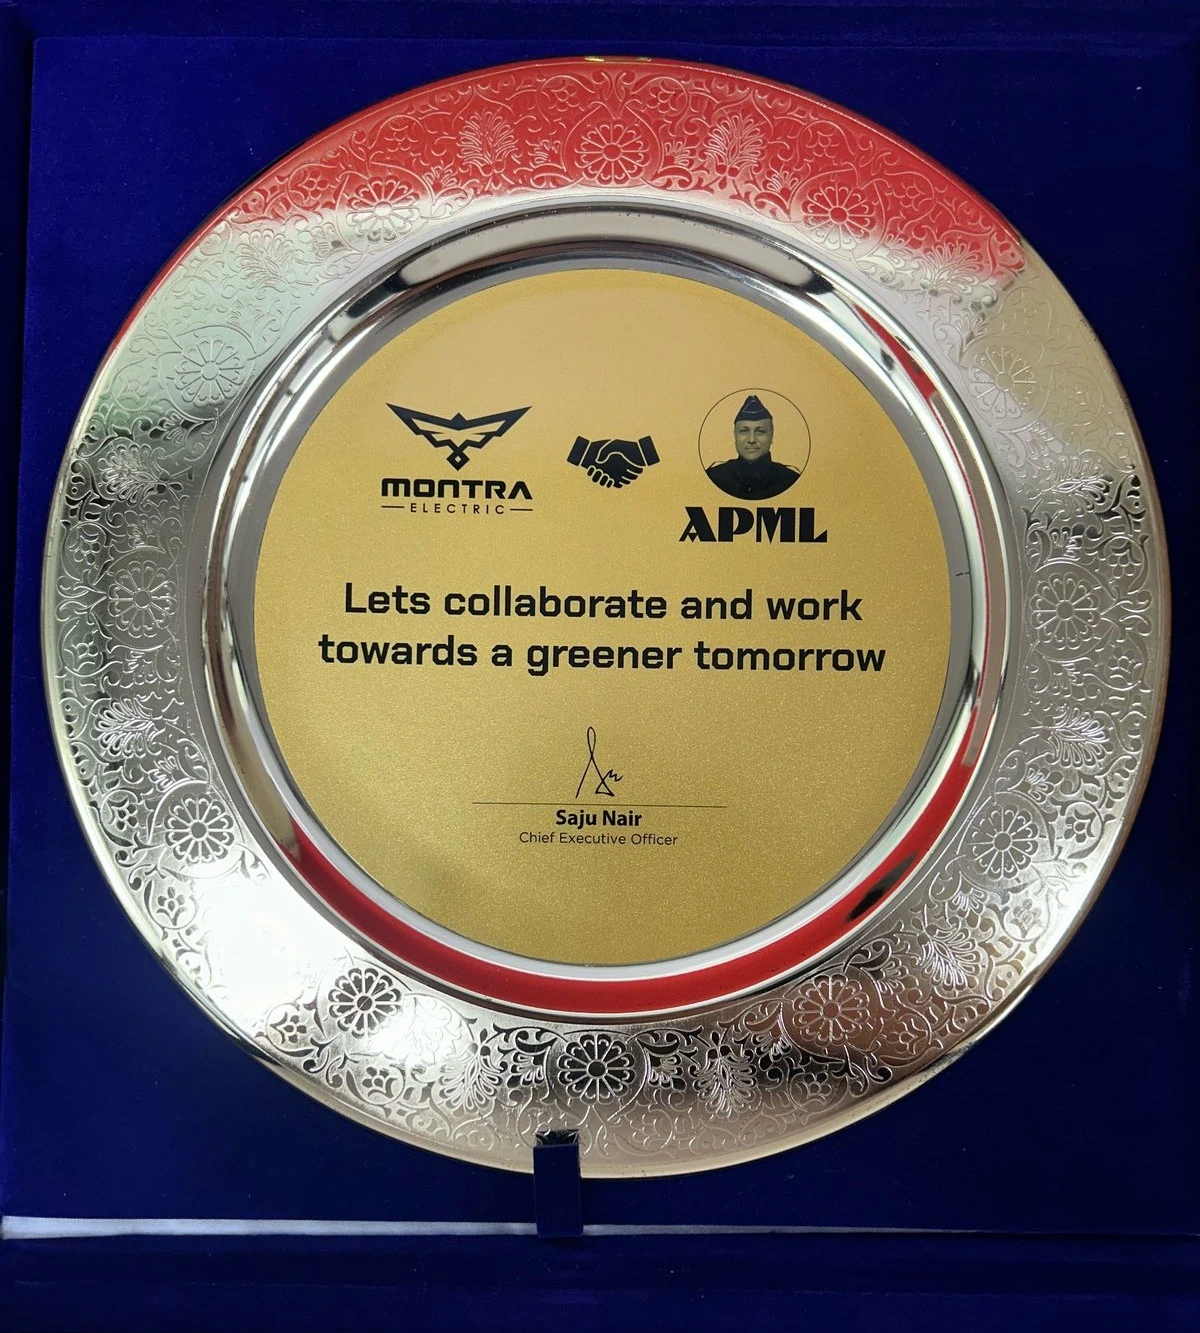 MONTRA
ELECTRIC
APML
Lets collaborate and work
towards a greener tomorrow
Saju Nair
Chief Executive Officer